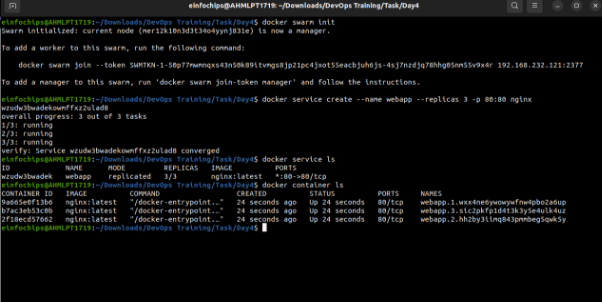 einfochips@AHMLPT1719: ~/Downloads/DevOps Training/Task/Day4
einfochips@AHMLPT1719:~/Downloads/DevOps Training/Task/Day4$ docker swarm init
Swarm initialized: current node (mer12k10n3d3t34o4yynj831e) is now a manager.
To add a worker to this swarm, run the following command:
docker swarm join --token 192.168.232.121:2377
To add a manager to this swarm, run 'docker swarm join-token manager' and follow the instructions.
einfochips@AHMLPT1719:~/Downloads/DevOps Training/Task/Day4$ docker service create --name webapp --replicas 3 -p 80:80 nginx
wzudw3bwadekowmffxz2ulad8
overall progress: 3 out of 3 tasks
1/3: running
2/3: running
3/3: running
verify: Service wzudw3bwadekowmffxz2ulad8 converged
einfochips@AHMLPT1719:~/Downloads/DevOps Training/Task/Day4$ docker service ls
ID NAME MODE REPLICAS IMAGE PORTS
wzudw3bwadek webapp replicated 3/3 nginx:latest *:80->80/tcp
einfochips@AHMLPT1719:~/Downloads/DevOps Training/Task/Day4$ docker container ls
CONTAINER ID IMAGE COMMAND CREATED STATUS PORTS NAMES
9a665e0f13b6 nginx:latest "/docker-entrypoint.…" 24 seconds ago Up 24 seconds 80/tcp webapp.1.wxx4ne6ywowywfnw4pbo2a6up
b7ac3eb53c0b nginx:latest "/docker-entrypoint.…" 24 seconds ago Up 24 seconds 80/tcp webapp.3.sic2pkfp1d4t3k3y5e4ulk4uz
2f18ecd57662 nginx:latest "/docker-entrypoint.…" 24 seconds ago Up 24 seconds 80/tcp webapp.2.hh2by3iimq843pmmbeg5qwk5y
einfochips@AHMLPT1719:~/Downloads/DevOps Training/Task/Day4$